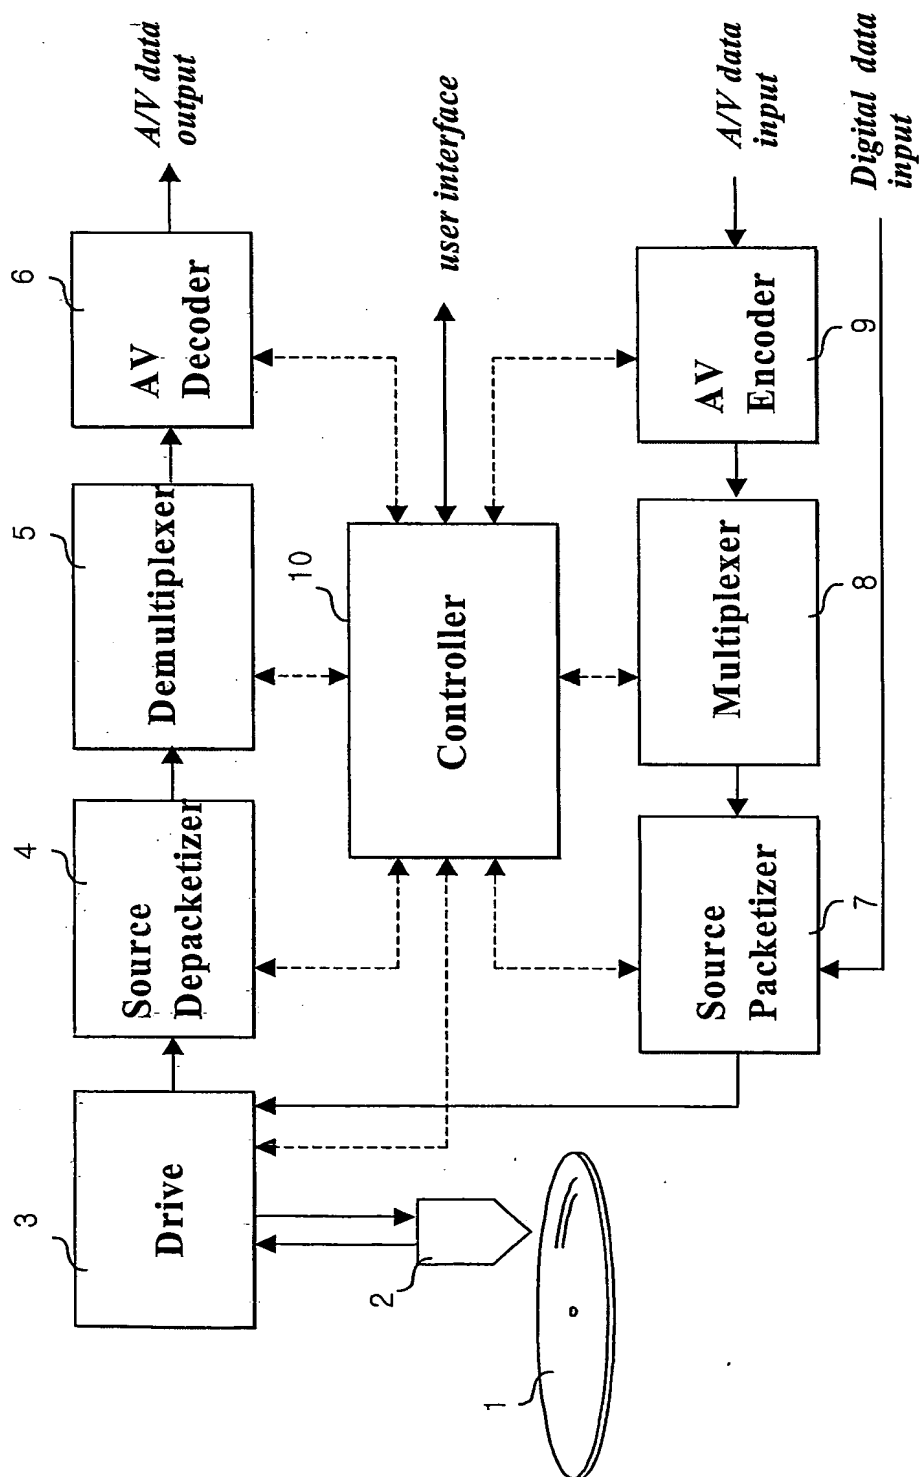 3
Drive
4
Source
Depacketizer
5
Demultiplexer
6
AV
Decoder
A/V data
output
2
1
10
Controller
user interface
Source
Packetizer
7
Multiplexer
8
AV
Encoder
9
A/V data
input
Digital data
input